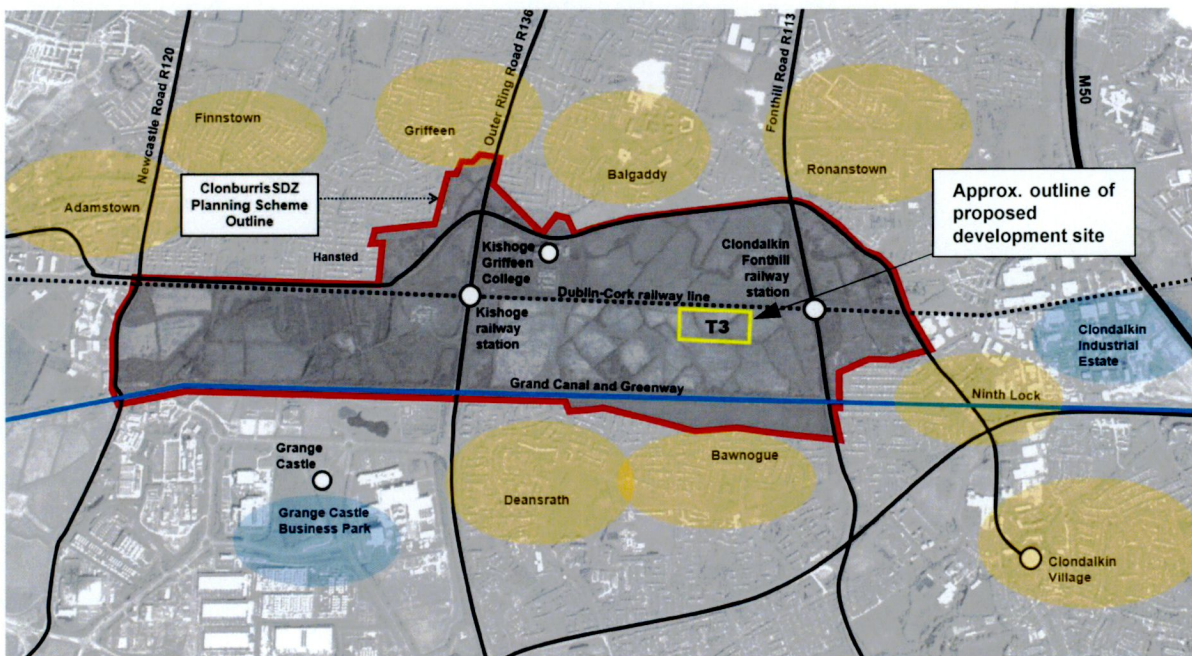 Newcastle Road R120
Outer Ring Road R136
Fonthill Road R113
M50
Finnstown
Griffeen
Balgaddy
Ronanstown
Adamstown
Clonburris SDZ
Planning Scheme
Outline
Approx. outline of
proposed
development site
Hansted
Kishoge
Griffeen
College
Clondalkin
Fonthill
railway
station
Dublin-Cork railway line
Kishoge
railway
station
T3
Clondalkin
Industrial
Estate
Grand Canal and Greenway
Ninth Lock
Grange
Castle
Bawnogue
Deansrath
Grange Castle
Business Park
Clondalkin
Village